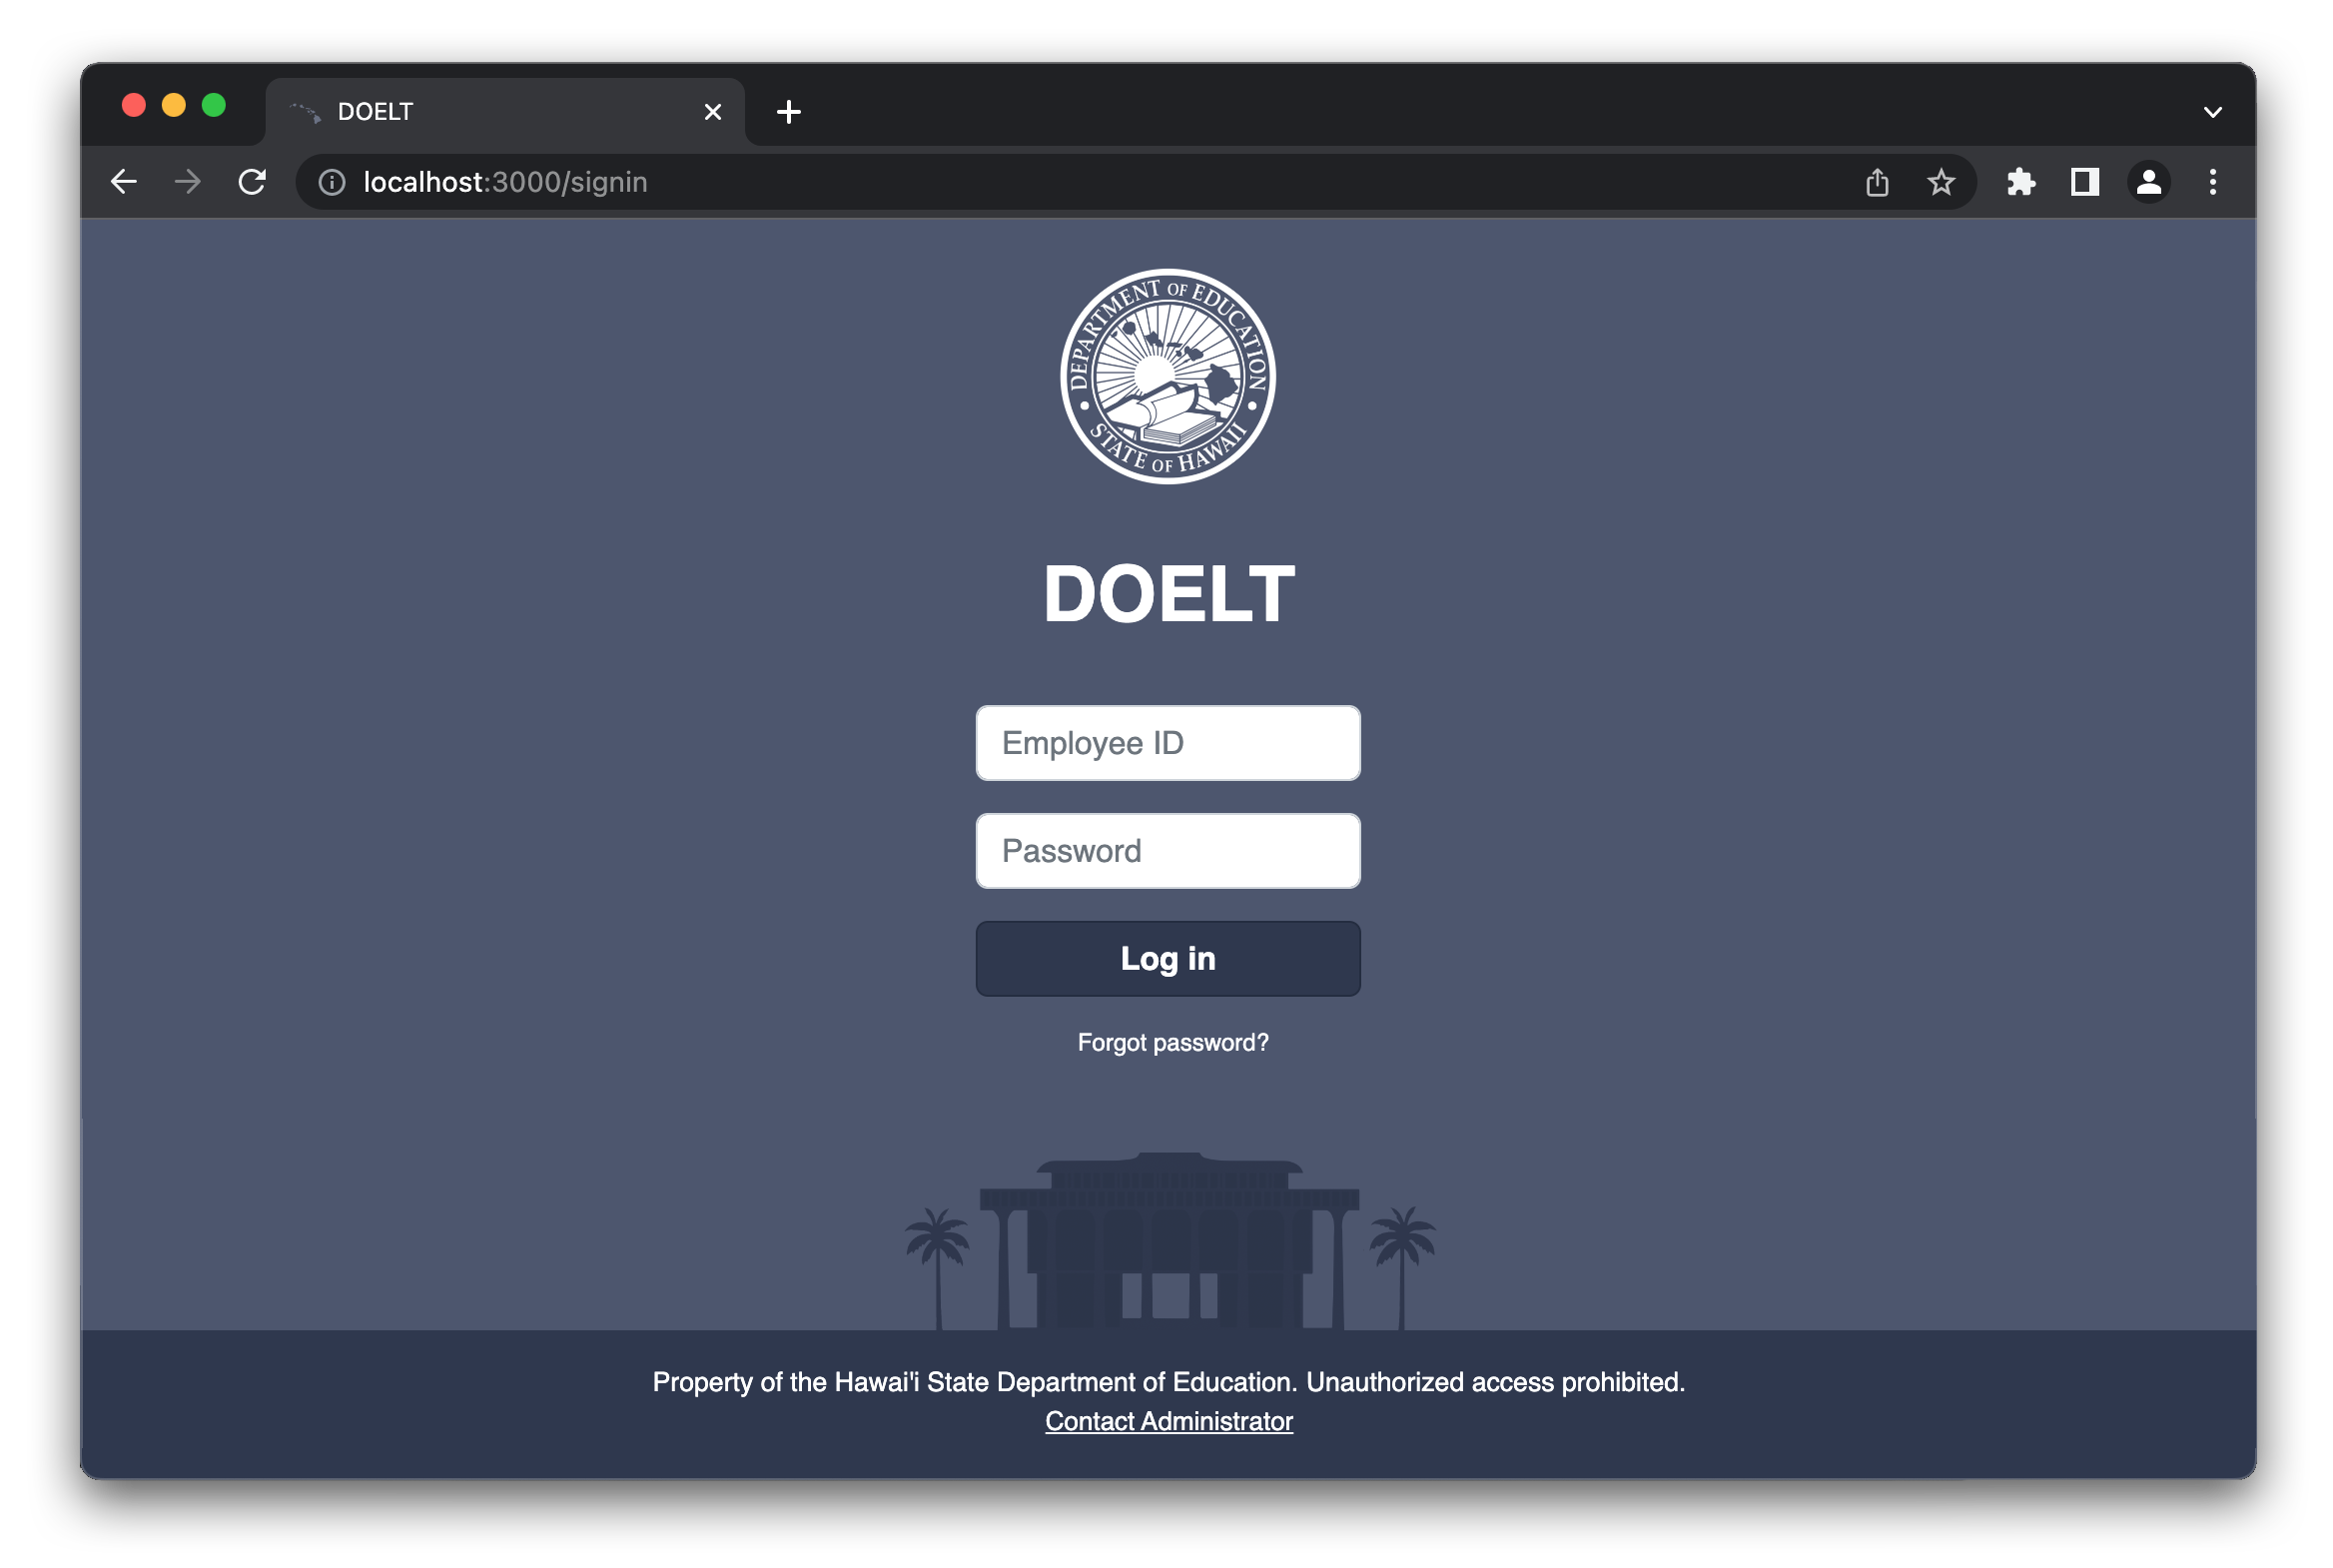 DOELT
localhost:3000/signin
DEPARTMENT OF EDUCATION
STATE OF HAWAII
DOELT
Employee ID
Password
Log in
Forgot password?
Property of the Hawai'i State Department of Education. Unauthorized access prohibited.
Contact Administrator